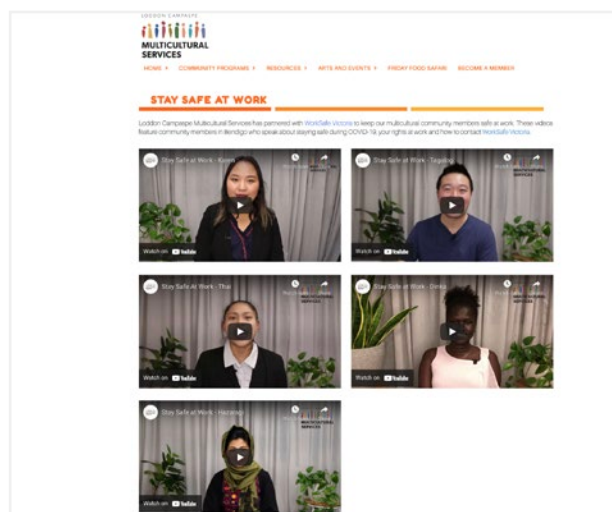 LODDON CAMPASPE
MULTICULTURAL
SERVICES
HOME COMMUNITY PROGRAMS RESOURCES ARTS AND EVENTS FRIDAY FOOD SAFARI BECOME A MEMBER
STAY SAFE AT WORK
Loddon Campaspe Multicultural Services has partnered with WorkSafe Victoria to keep our multicultural community members safe at work. These videos
feature community members in Bendigo who speak about staying safe during COVID-19, your rights at work and how to contact WorkSafe Victoria.
Stay Safe at Work - Karen
Watch on YouTube
Stay Safe at Work - Tagalog
Watch on YouTube
Stay Safe At Work - Thai
Watch on YouTube
Stay Safe at Work - Dinka
Watch on YouTube
Stay Safe at Work - Hazaragi
MULTICULTURAL
SERVICES
Watch on YouTube